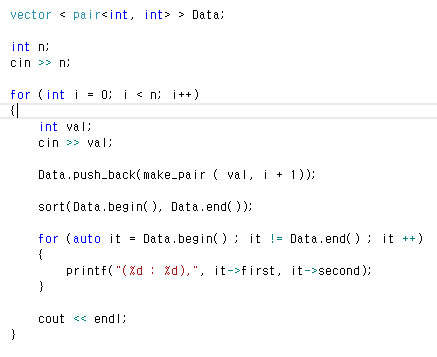 vector < pair<int, int> > Data;
int n;
cin >> n;
for (int i = 0; i < n; i++)
{
int val;
cin >> val;
Data.push_back(make_pair ( val, i + 1));
sort(Data.begin(), Data.end());
for (auto it = Data.begin() ; it != Data.end() ; it ++)
{
printf("(%d : %d),", it->first, it->second);
}
cout << endl;
}